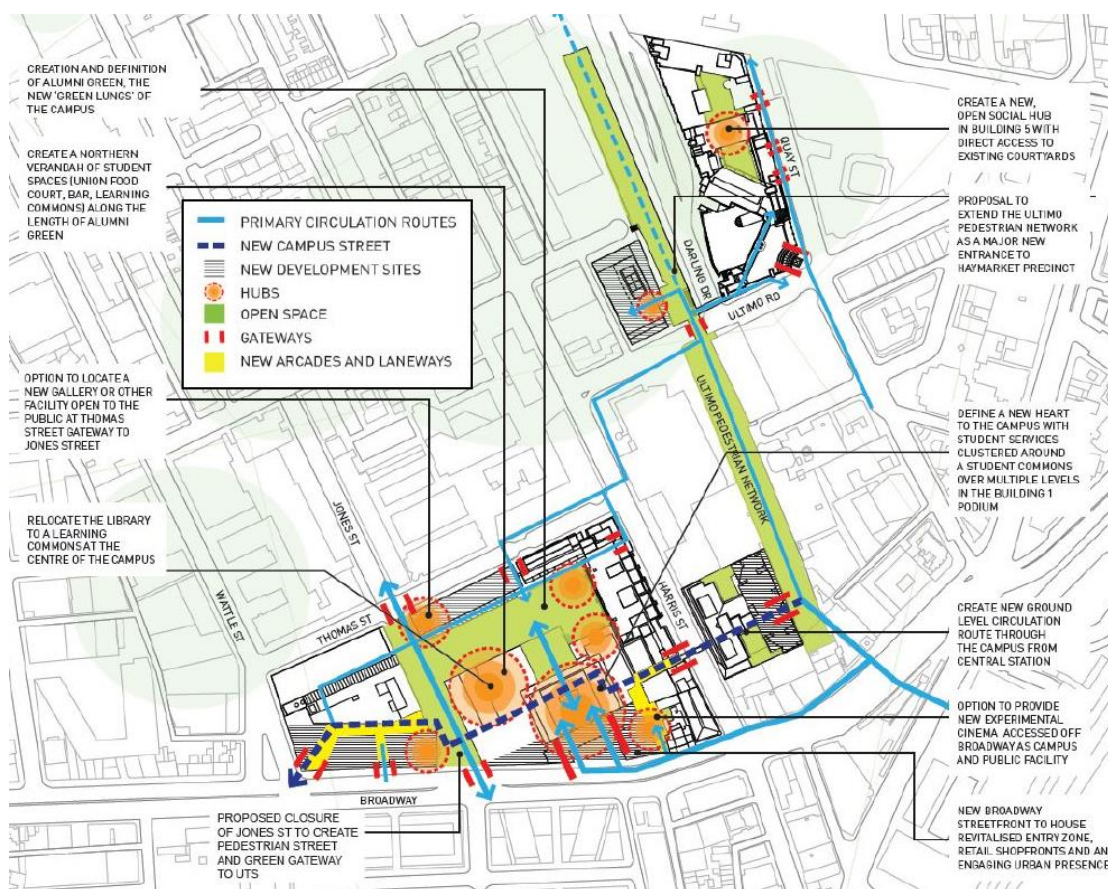 CREATION AND DEFINITION
OF ALUMNI GREEN, THE
NEW 'GREEN LUNGS' OF
THE CAMPUS
CREATE A NORTHERN
VERANDAH OF STUDENT
SPACES (UNION FOOD
COURT, BAR, LEARNING
COMMONS) ALONG THE
LENGTH OF ALUMNI
GREEN
OPTION TO LOCATE A
NEW GALLERY OR OTHER
FACILITY OPEN TO THE
PUBLIC AT THOMAS
STREET GATEWAY TO
JONES STREET
RELOCATE THE LIBRARY
TO A LEARNING
COMMONS AT THE
CENTRE OF THE CAMPUS
PRIMARY CIRCULATION ROUTES
NEW CAMPUS STREET
NEW DEVELOPMENT SITES
HUBS
OPEN SPACE
GATEWAYS
NEW ARCADES AND LANEWAYS
QUAY ST
DARLING DR
ULTIMO RD
ULTIMO PEDESTRIAN NETWORK
JONES ST
HARRIS ST
WATTLE ST
THOMAS ST
BROADWAY
PROPOSED CLOSURE
OF JONES ST TO CREATE
PEDESTRIAN STREET
AND GREEN GATEWAY
TO UTS
CREATE A NEW,
OPEN SOCIAL HUB
IN BUILDING 5 WITH
DIRECT ACCESS TO
EXISTING COURTYARDS
PROPOSAL TO
EXTEND THE ULTIMO
PEDESTRIAN NETWORK
AS A MAJOR NEW
ENTRANCE TO
HAYMARKET PRECINCT
DEFINE A NEW HEART
TO THE CAMPUS WITH
STUDENT SERVICES
CLUSTERED AROUND
A STUDENT COMMONS
OVER MULTIPLE LEVELS
IN THE BUILDING 1
PODIUM
CREATE NEW GROUND
LEVEL CIRCULATION
ROUTE THROUGH
THE CAMPUS FROM
CENTRAL STATION
OPTION TO PROVIDE
NEW EXPERIMENTAL
CINEMA ACCESSED OFF
BROADWAY AS CAMPUS
AND PUBLIC FACILITY
NEW BROADWAY
STREETFRONT TO HOUSE
REVITALISED ENTRY ZONE,
RETAIL SHOPFRONTS AND AN
ENGAGING URBAN PRESENCE